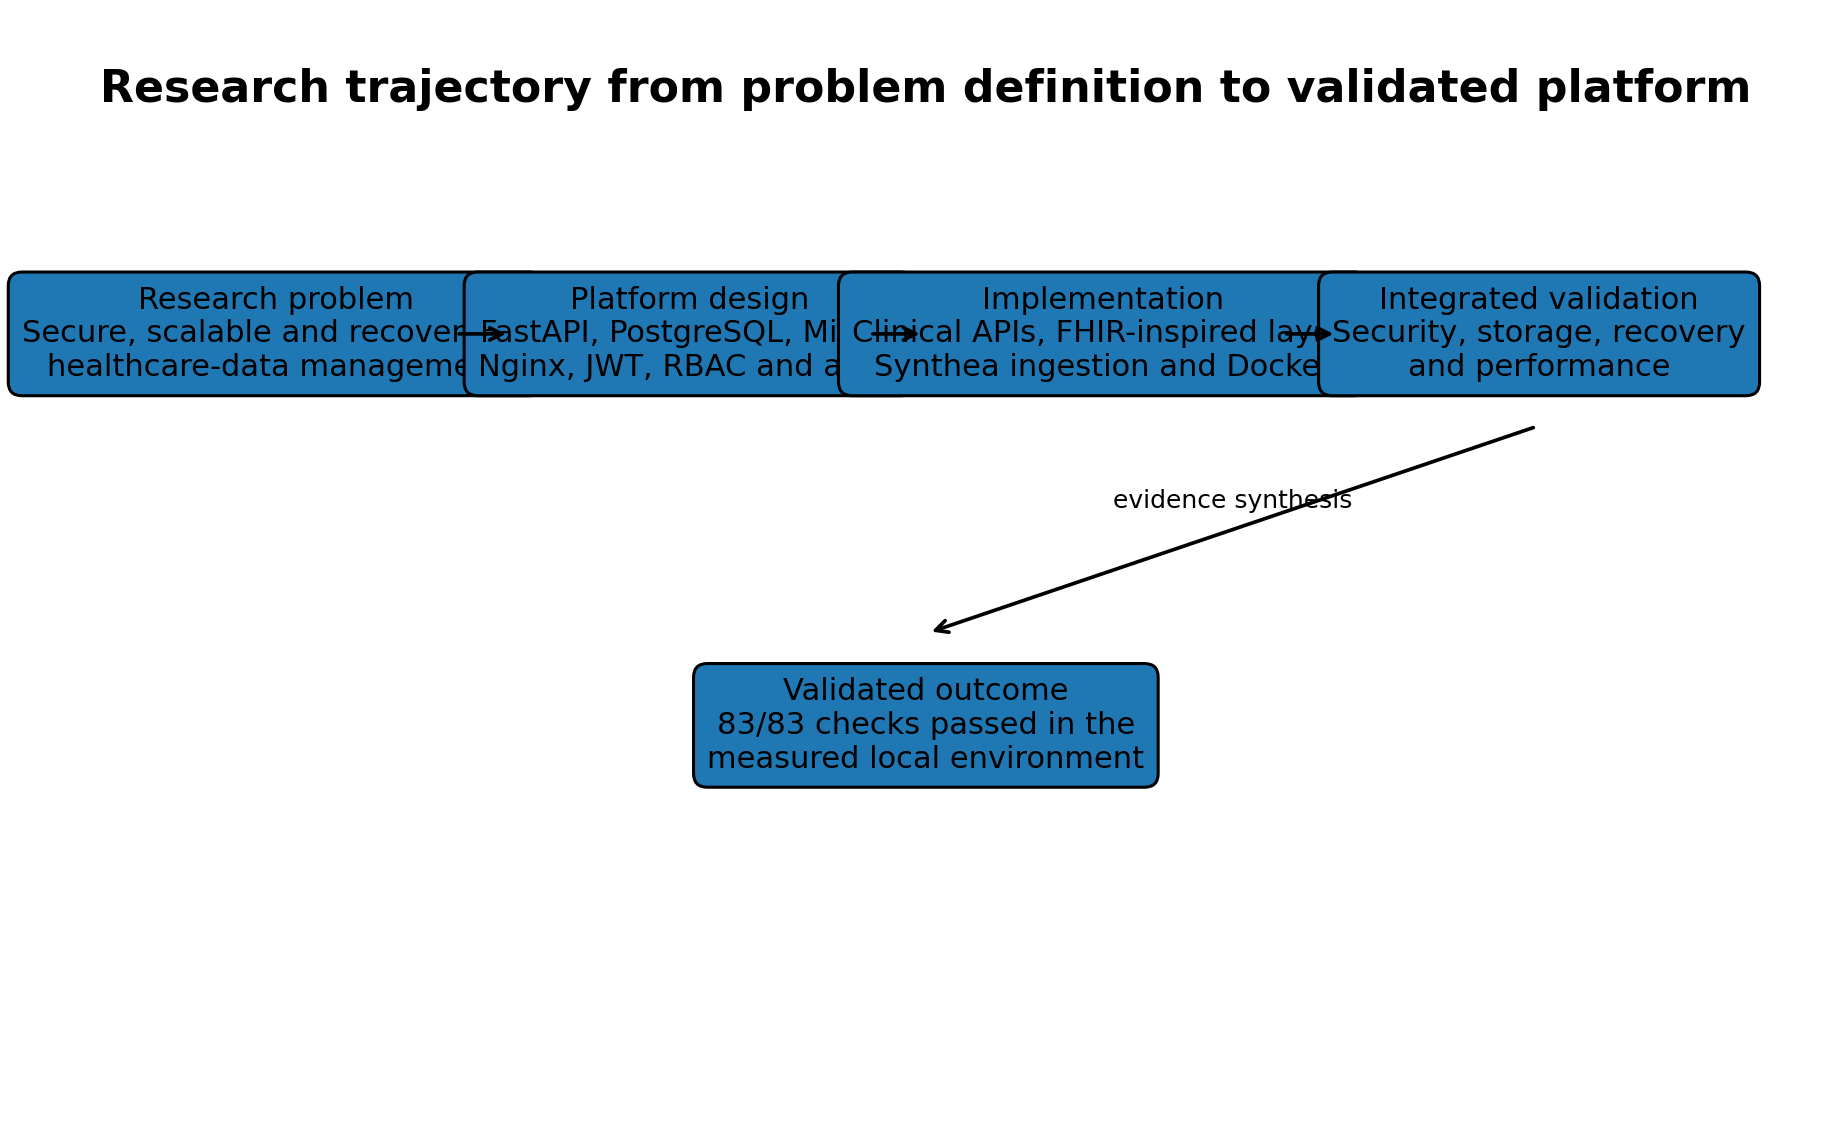 Research trajectory from problem definition to validated platform
Research problem
Secure, scalable and recover
healthcare-data manageme
Platform design
FastAPI, PostgreSQL, Mi
Nginx, JWT, RBAC and a
Implementation
Clinical APIs, FHIR-inspired lay
Synthea ingestion and Docke
Integrated validation
Security, storage, recovery
and performance
evidence synthesis
Validated outcome
83/83 checks passed in the
measured local environment